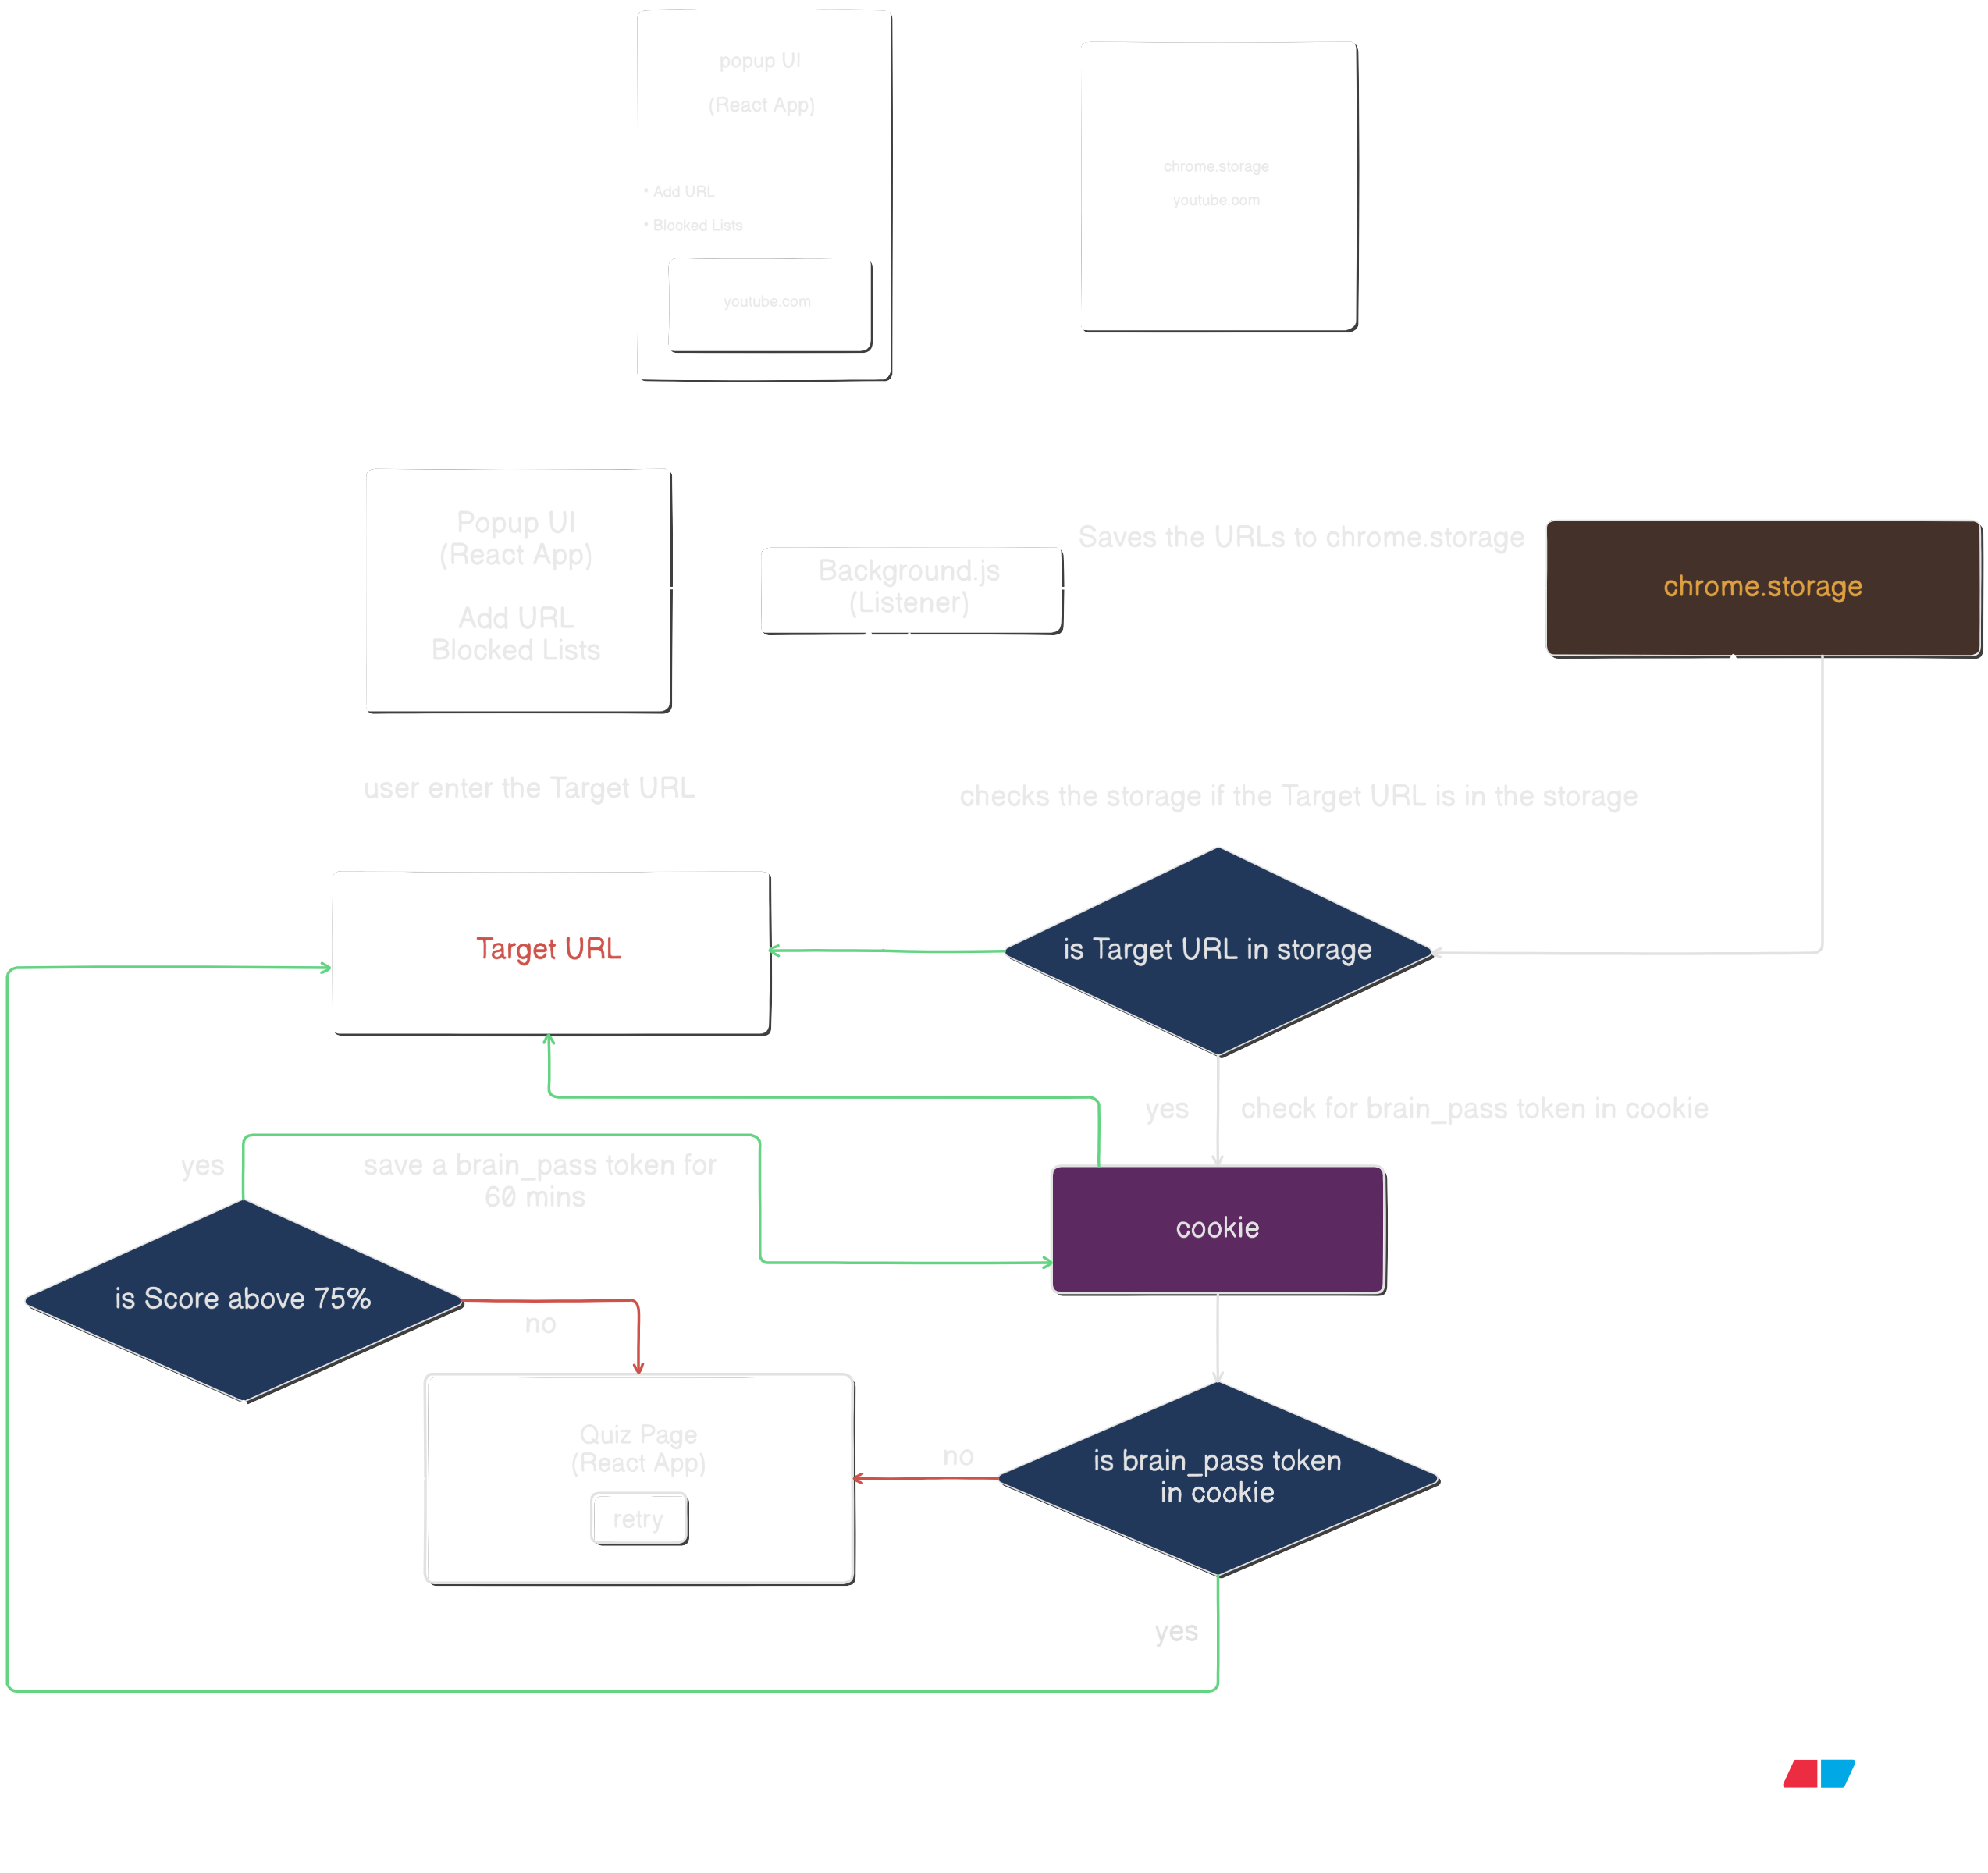 popup UI
(React App)
• Add URL
• Blocked Lists
youtube.com
chrome.storage
youtube.com
Popup UI
(React App)
Add URL
Blocked Lists
Background.js
(Listener)
Saves the URLs to chrome.storage
chrome.storage
user enter the Target URL
checks the storage if the Target URL is in the storage
Target URL
is Target URL in storage
yes
check for brain_pass token in cookie
yes
save a brain_pass token for
60 mins
cookie
is Score above 75%
no
Quiz Page
(React App)
retry
no
is brain_pass token
in cookie
yes